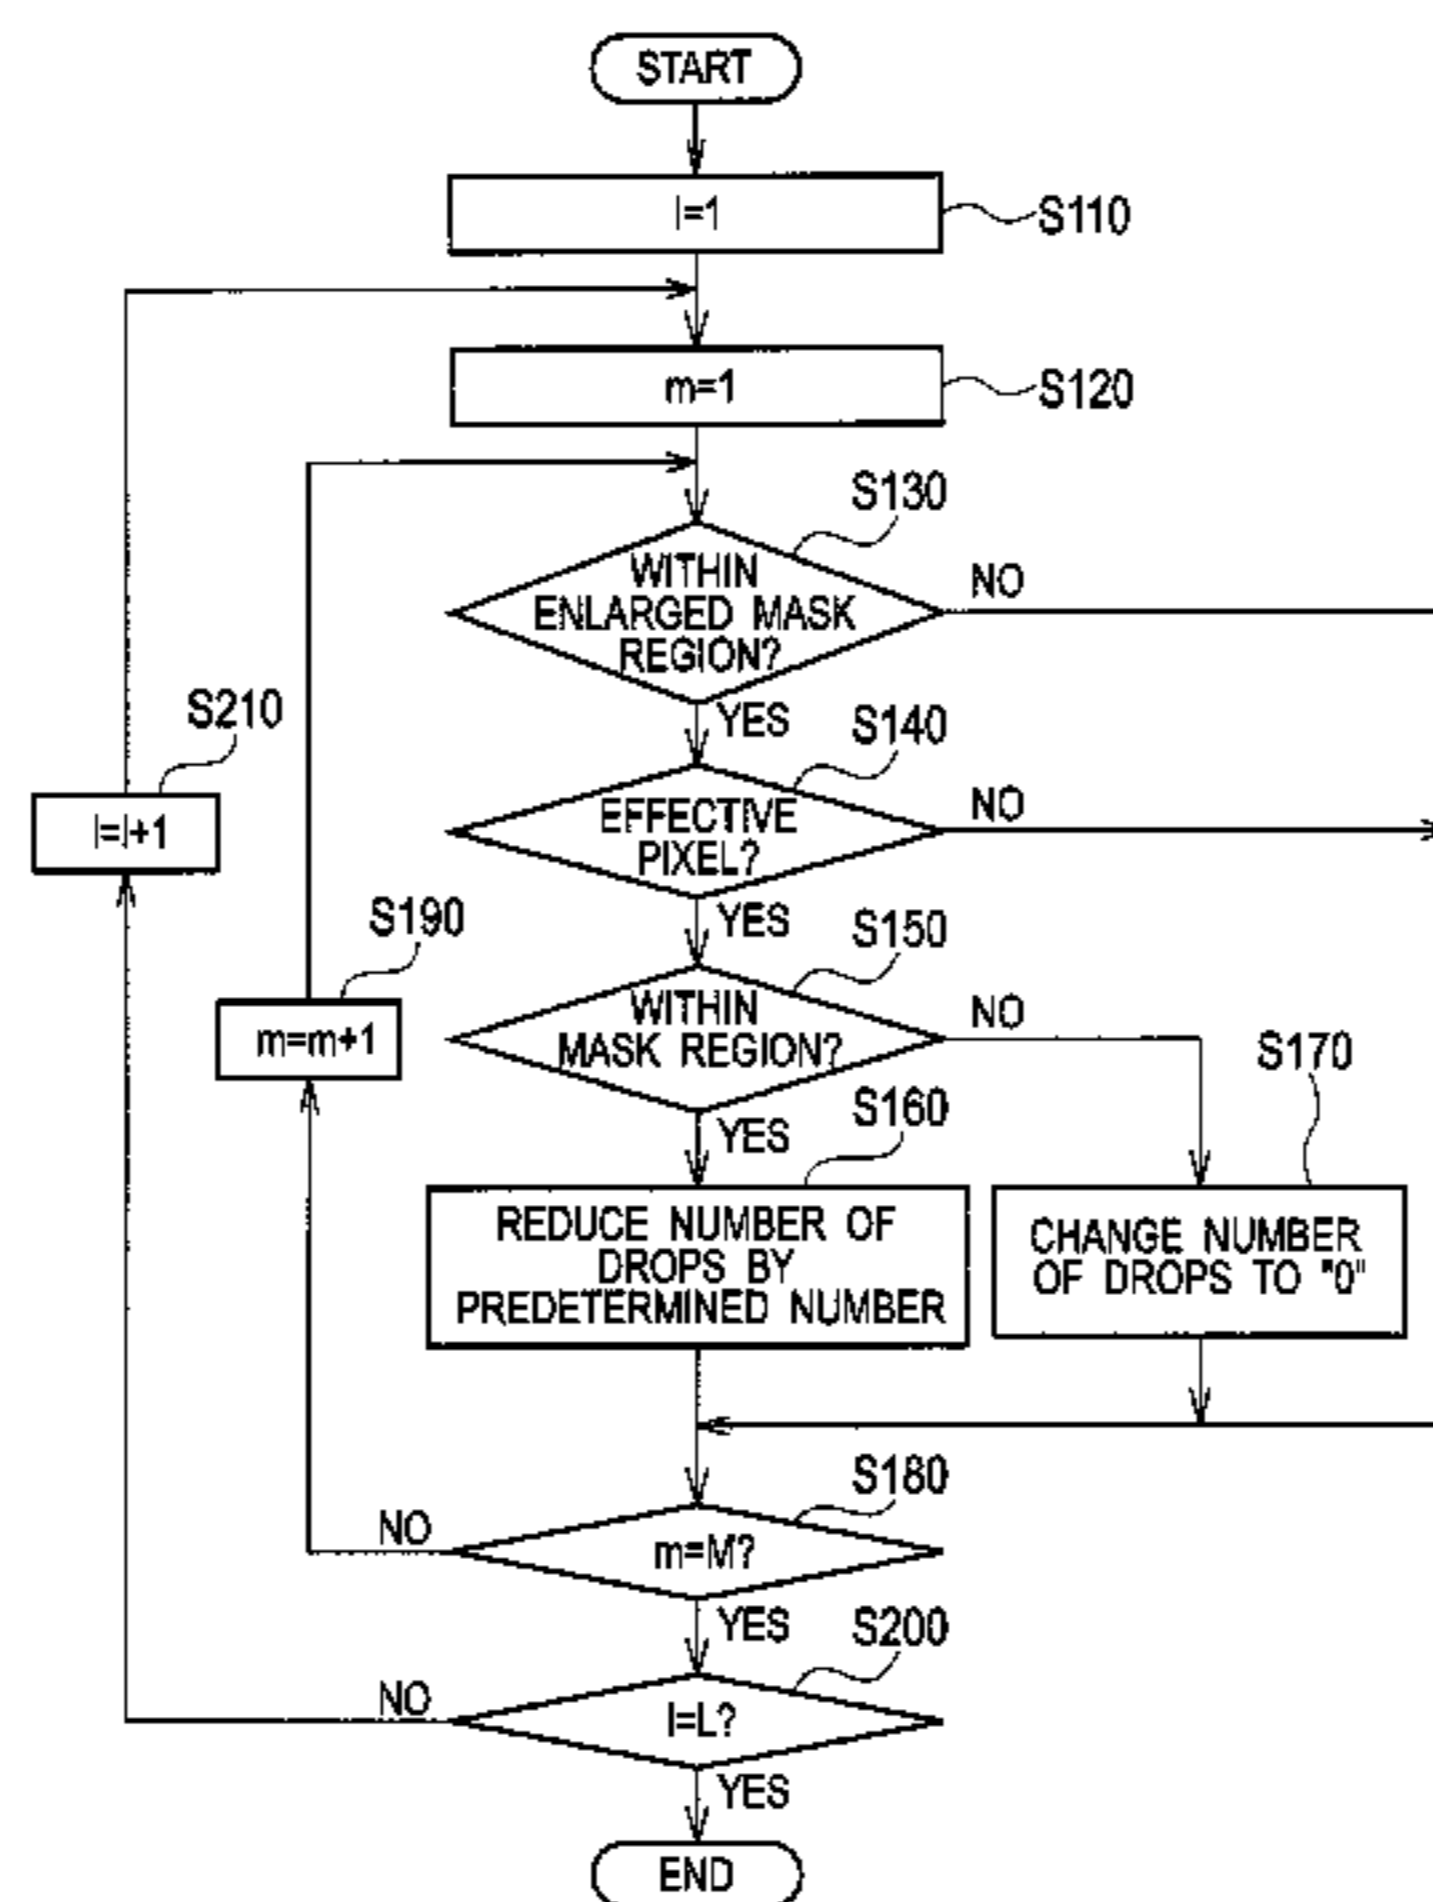 START
l=1
S110
m=1
S120
S130
WITHIN
ENLARGED MASK
REGION?
NO
YES
S140
S210
l=l+1
EFFECTIVE
PIXEL?
NO
YES
S150
S190
m=m+1
WITHIN
MASK REGION?
NO
S170
YES
S160
REDUCE NUMBER OF
DROPS BY
PREDETERMINED NUMBER
CHANGE NUMBER
OF DROPS TO "0"
S180
NO
m=M?
YES
S200
NO
l=L?
YES
END